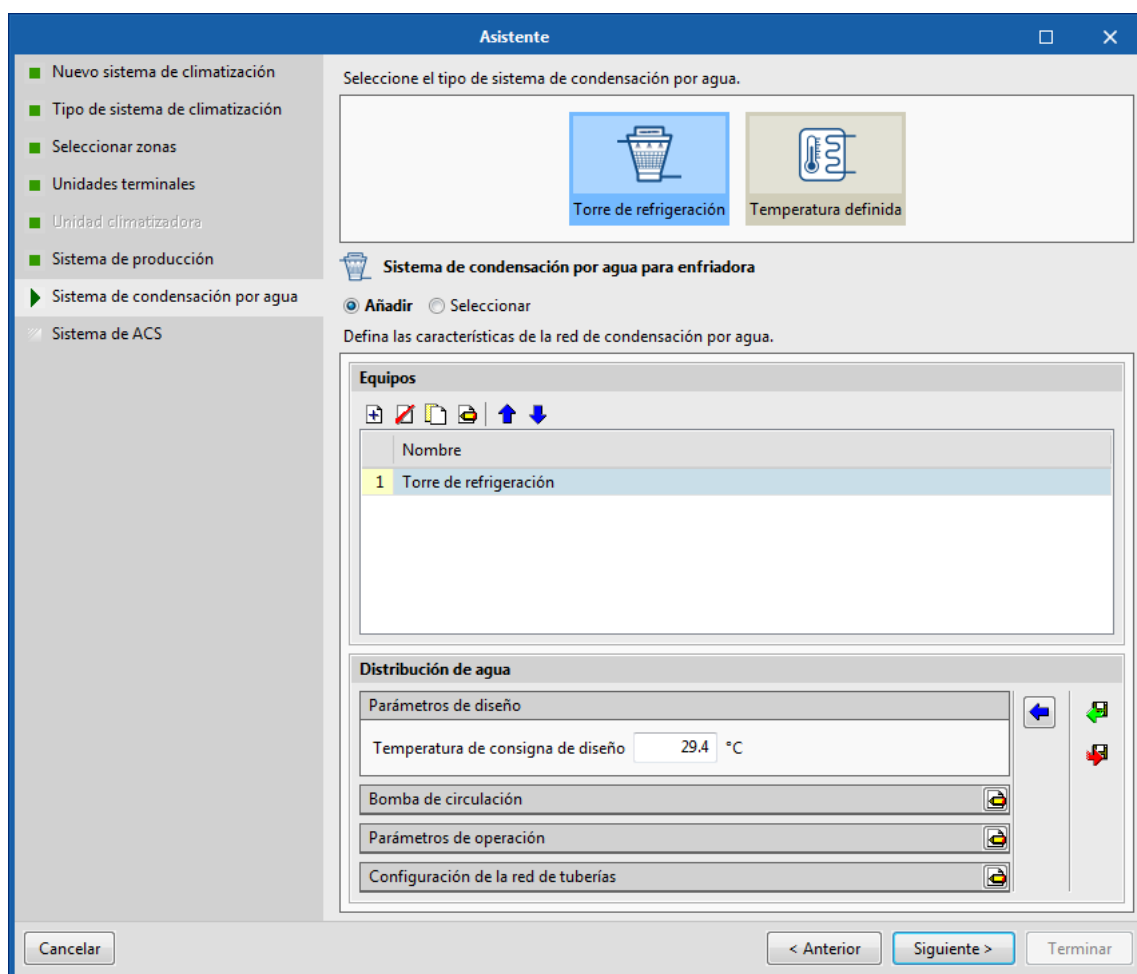 Asistente
Nuevo sistema de climatización
Tipo de sistema de climatización
Seleccionar zonas
Unidades terminales
Unidad climatizadora
Sistema de producción
Sistema de condensación por agua
Sistema de ACS
Seleccione el tipo de sistema de condensación por agua.
Torre de refrigeración
Temperatura definida
Sistema de condensación por agua para enfriadora
Añadir Seleccionar
Defina las características de la red de condensación por agua.
Equipos
Nombre
1 Torre de refrigeración
Distribución de agua
Parámetros de diseño
Temperatura de consigna de diseño 29.4 °C
Bomba de circulación
Parámetros de operación
Configuración de la red de tuberías
Cancelar < Anterior Siguiente > Terminar